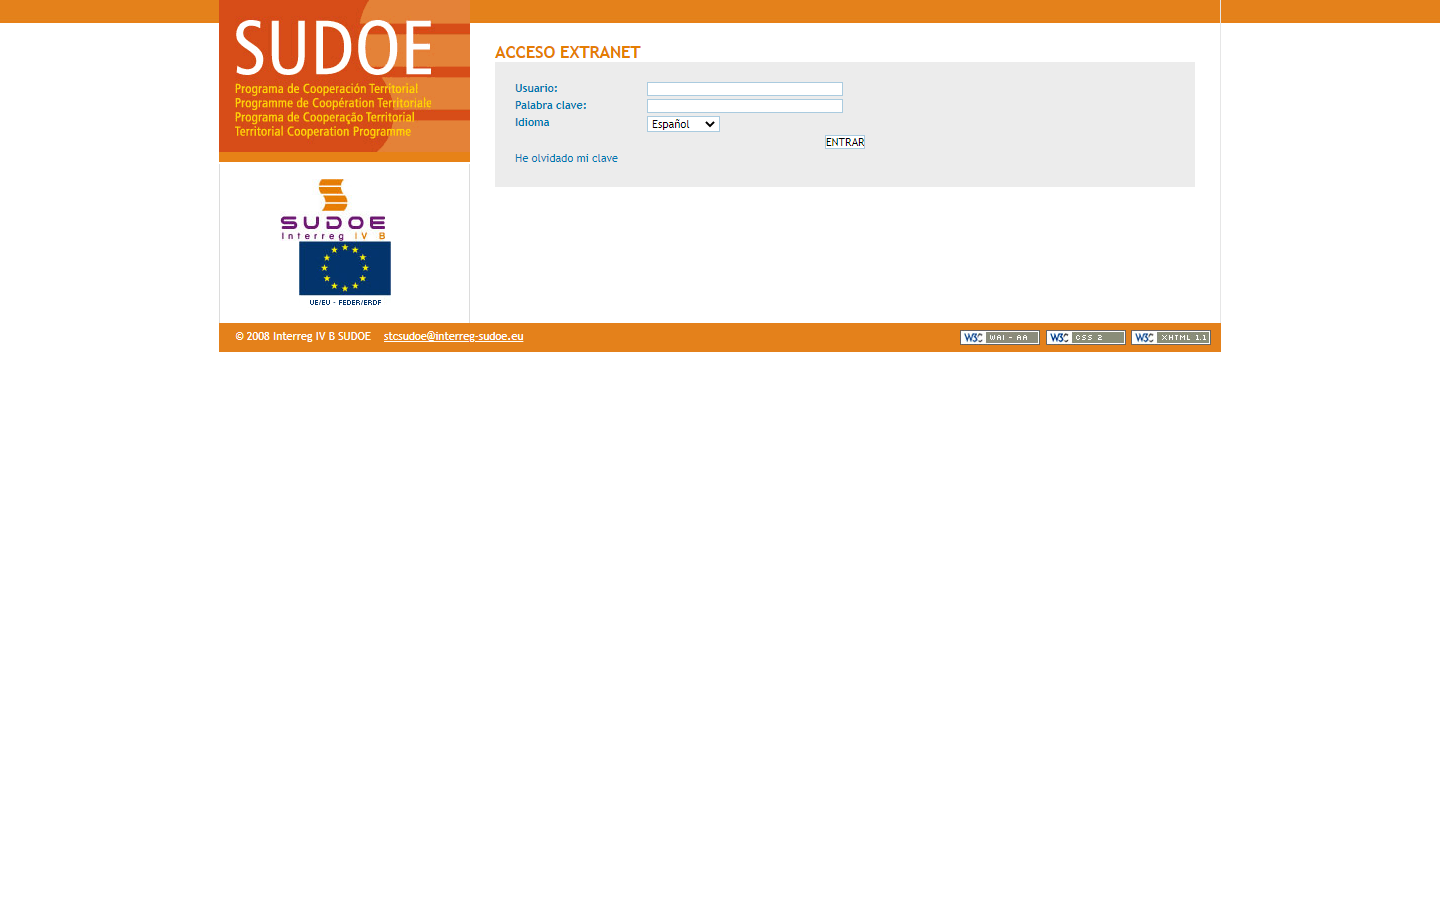 SUDOE
Programa de Cooperación Territorial
Programme de Coopération Territoriale
Programa de Cooperação Territorial
Territorial Cooperation Programme
ACCESO EXTRANET
Usuario:
Palabra clave:
Idioma
Español
ENTRAR
He olvidado mi clave
SUDOE
Interreg IV B
UE/EU - FEDER/ERDF
© 2008 Interreg IV B SUDOE stcsudoe@interreg-sudoe.eu
W3C WAI - AA
W3C CSS 2
W3C XHTML 1.1